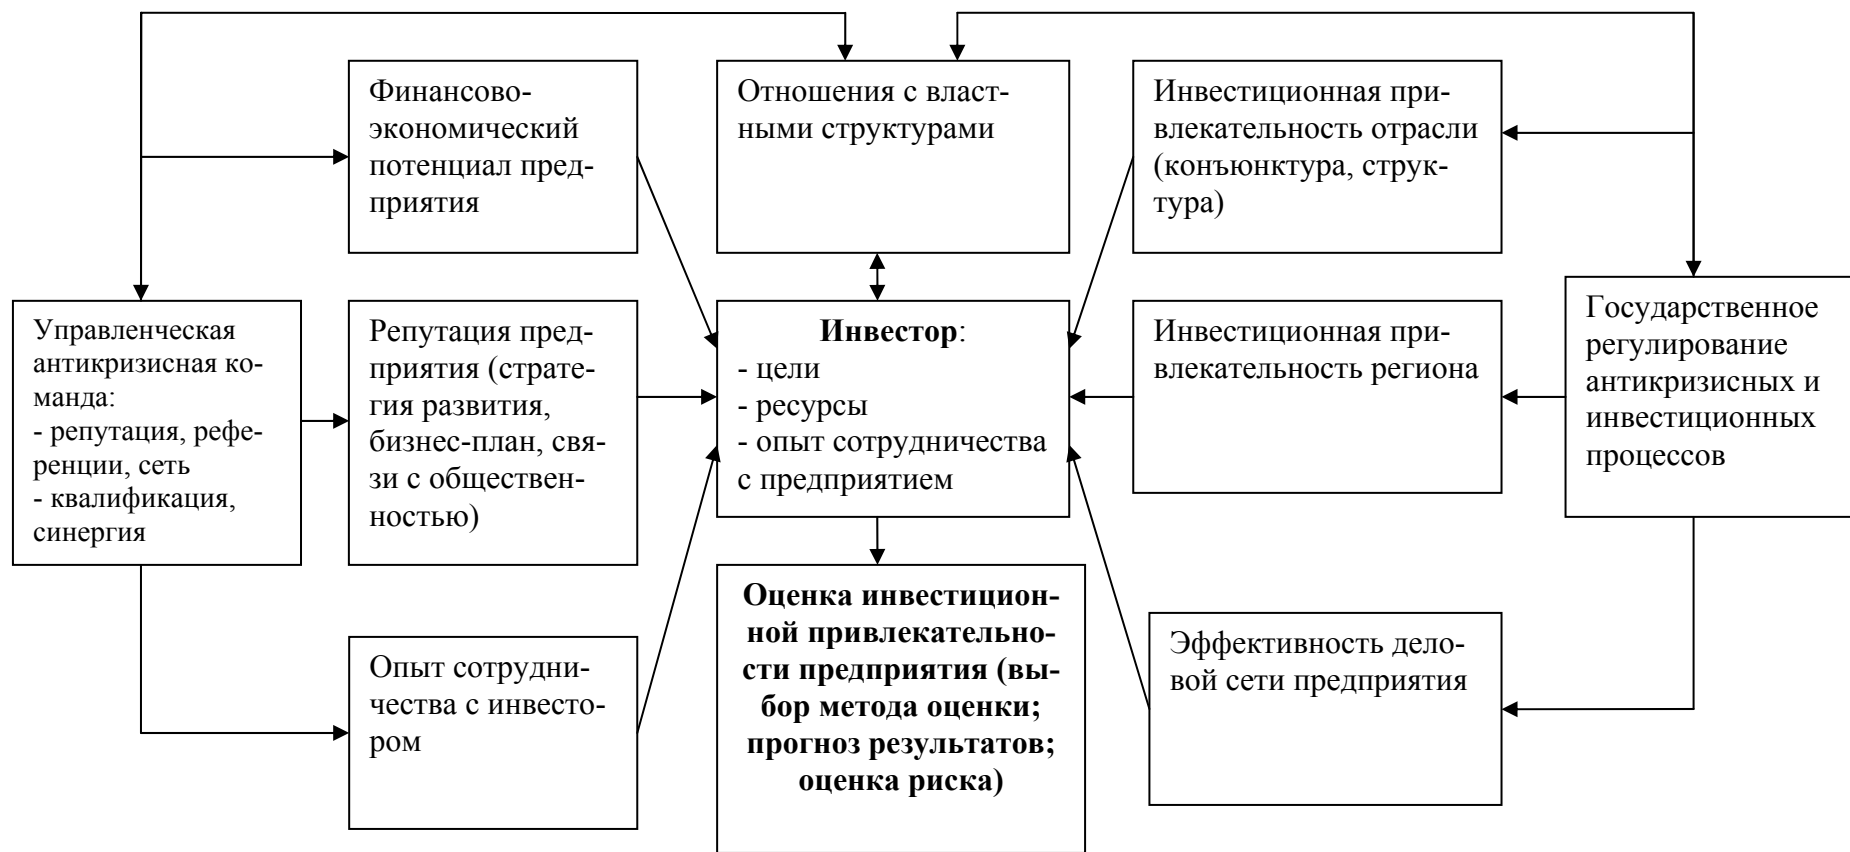 Финансово-
экономический
потенциал пред-
приятия
Отношения с власт-
ными структурами
Инвестиционная при-
влекательность отрасли
(конъюнктура, струк-
тура)
Управленческая
антикризисная ко-
манда:
- репутация, рефе-
ренции, сеть
- квалификация,
синергия
Репутация пред-
приятия (страте-
гия развития,
бизнес-план, свя-
зи с обществен-
ностью)
Инвестор:
- цели
- ресурсы
- опыт сотрудничества
с предприятием
Инвестиционная при-
влекательность региона
Государственное
регулирование
антикризисных и
инвестиционных
процессов
Опыт сотрудни-
чества с инвесто-
ром
Оценка инвестицион-
ной привлекательно-
сти предприятия (вы-
бор метода оценки;
прогноз результатов;
оценка риска)
Эффективность дело-
вой сети предприятия